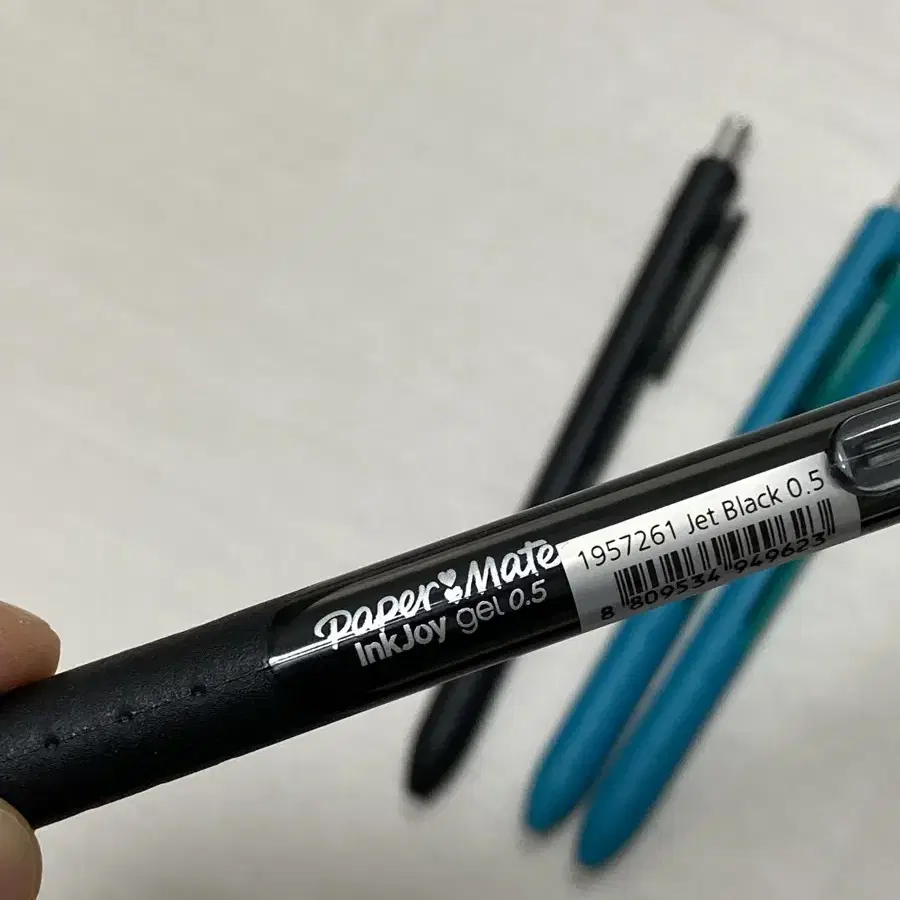 Paper Mate
InkJoy gel 0.5
1957261 Jet Black 0.5
8 809534 949623